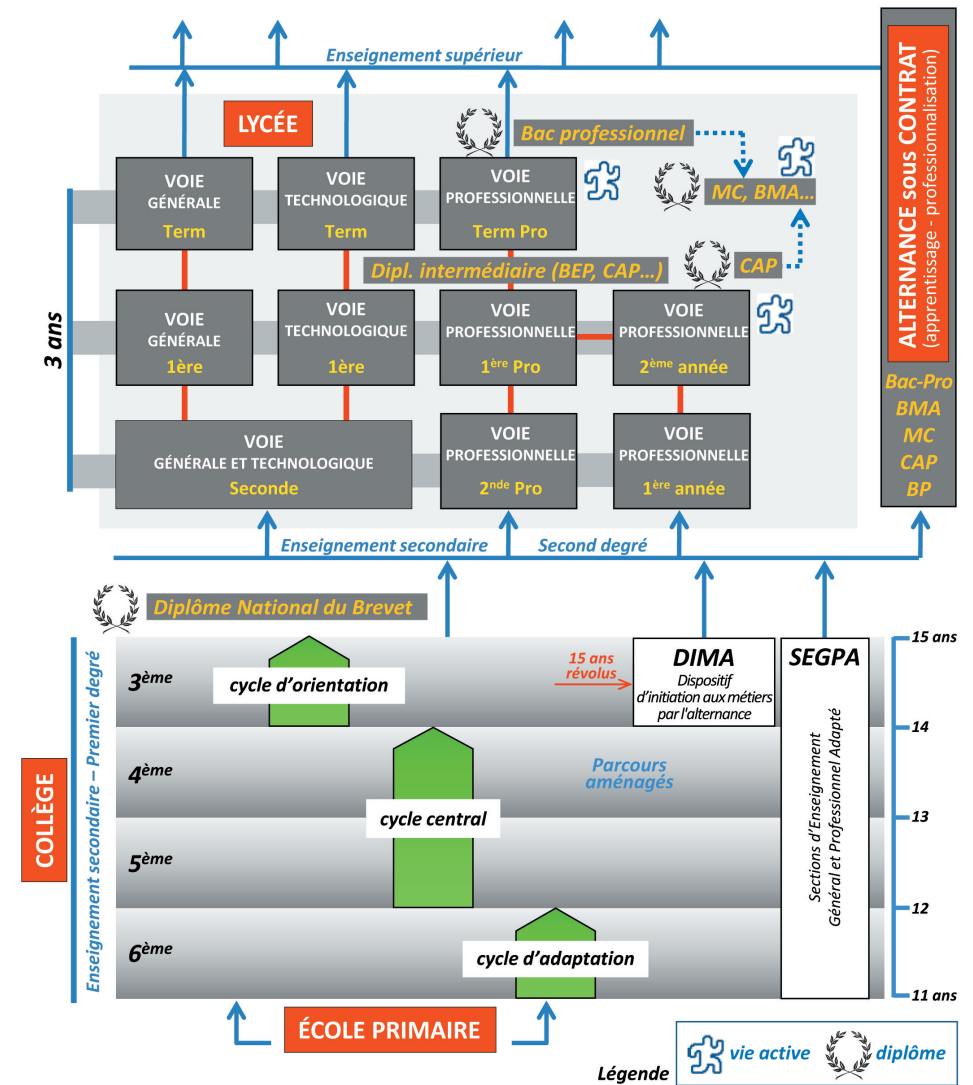 Enseignement supérieur
ALTERNANCE sous CONTRAT
(apprentissage - professionnalisation)
Bac-Pro
BMA
MC
CAP
BP
LYCÉE
Bac professionnel
MC, BMA...
VOIE
GÉNÉRALE
Term
VOIE
TECHNOLOGIQUE
Term
VOIE
PROFESSIONNELLE
Term Pro
Dipl. intermédiaire (BEP, CAP...)
CAP
3 ans
VOIE
GÉNÉRALE
1ère
VOIE
TECHNOLOGIQUE
1ère
VOIE
PROFESSIONNELLE
1ère Pro
VOIE
PROFESSIONNELLE
2ème année
VOIE
GÉNÉRALE ET TECHNOLOGIQUE
Seconde
VOIE
PROFESSIONNELLE
2nde Pro
VOIE
PROFESSIONNELLE
1ère année
Enseignement secondaire
Second degré
Diplôme National du Brevet
COLLÈGE
Enseignement secondaire – Premier degré
3ème
cycle d'orientation
15 ans
révolus
DIMA
Dispositif
d'initiation aux métiers
par l'alternance
SEGPA
Sections d'Enseignement
Général et Professionnel Adapté
4ème
Parcours
aménagés
cycle central
5ème
6ème
cycle d'adaptation
15 ans
14
13
12
11 ans
ÉCOLE PRIMAIRE
Légende
vie active
diplôme